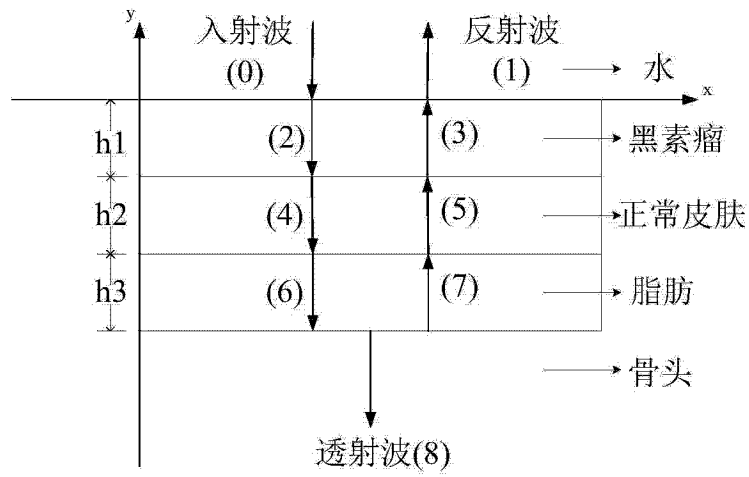 y
入射波 反射波
(0) (1) 水
x
h1 (2) (3) 黑素瘤
h2 (4) (5) 正常皮肤
h3 (6) (7) 脂肪
骨头
透射波(8)